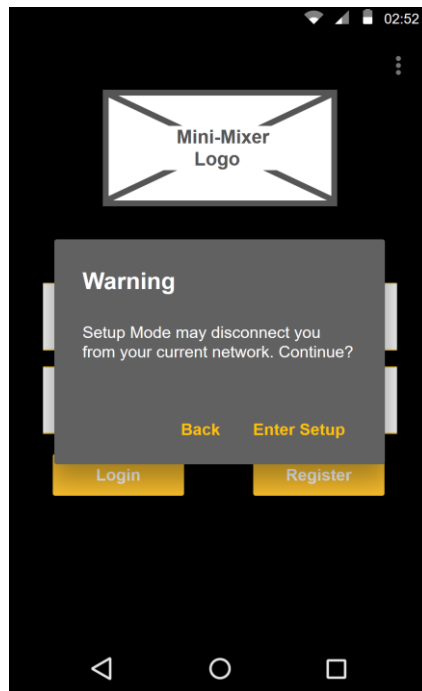 02:52
Mini-Mixer
Logo
Warning
Setup Mode may disconnect you
from your current network. Continue?
Back Enter Setup
Login Register